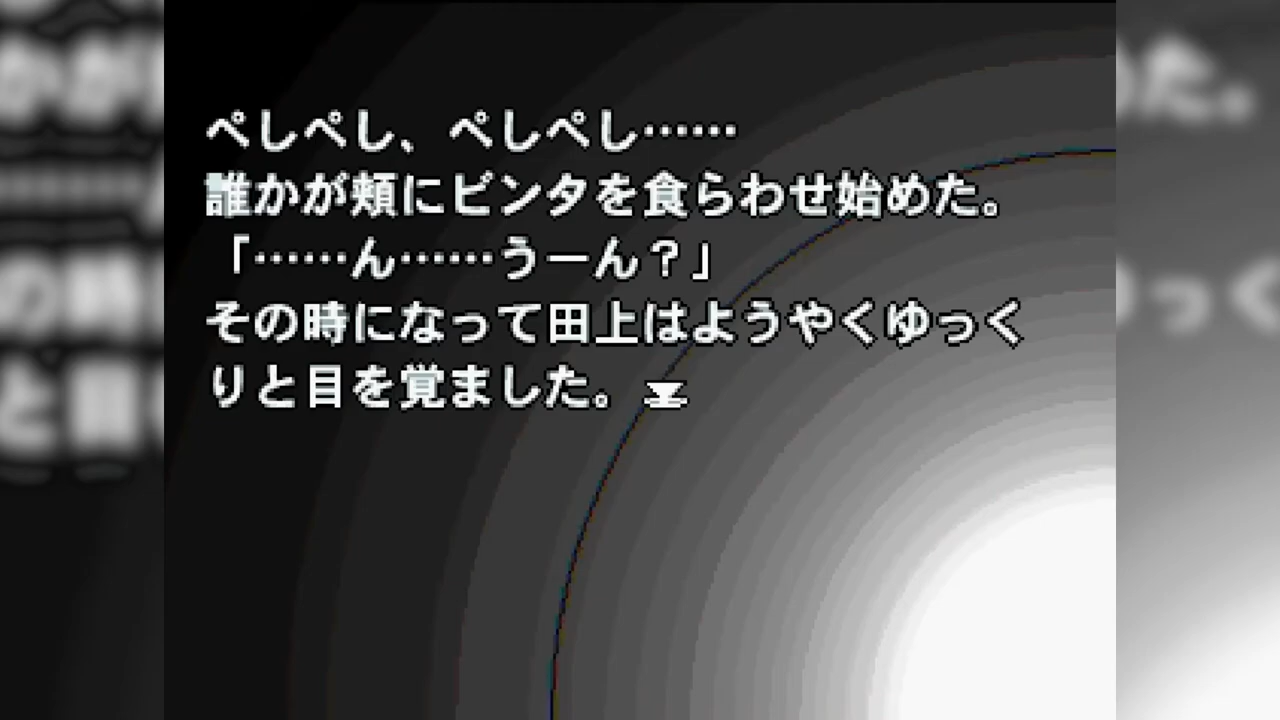 ぺしぺし、ぺしぺし……
誰かが頬にビンタを食らわせ始めた。
「……ん……うーん？」
その時になって田上はようやくゆっく
りと目を覚ました。